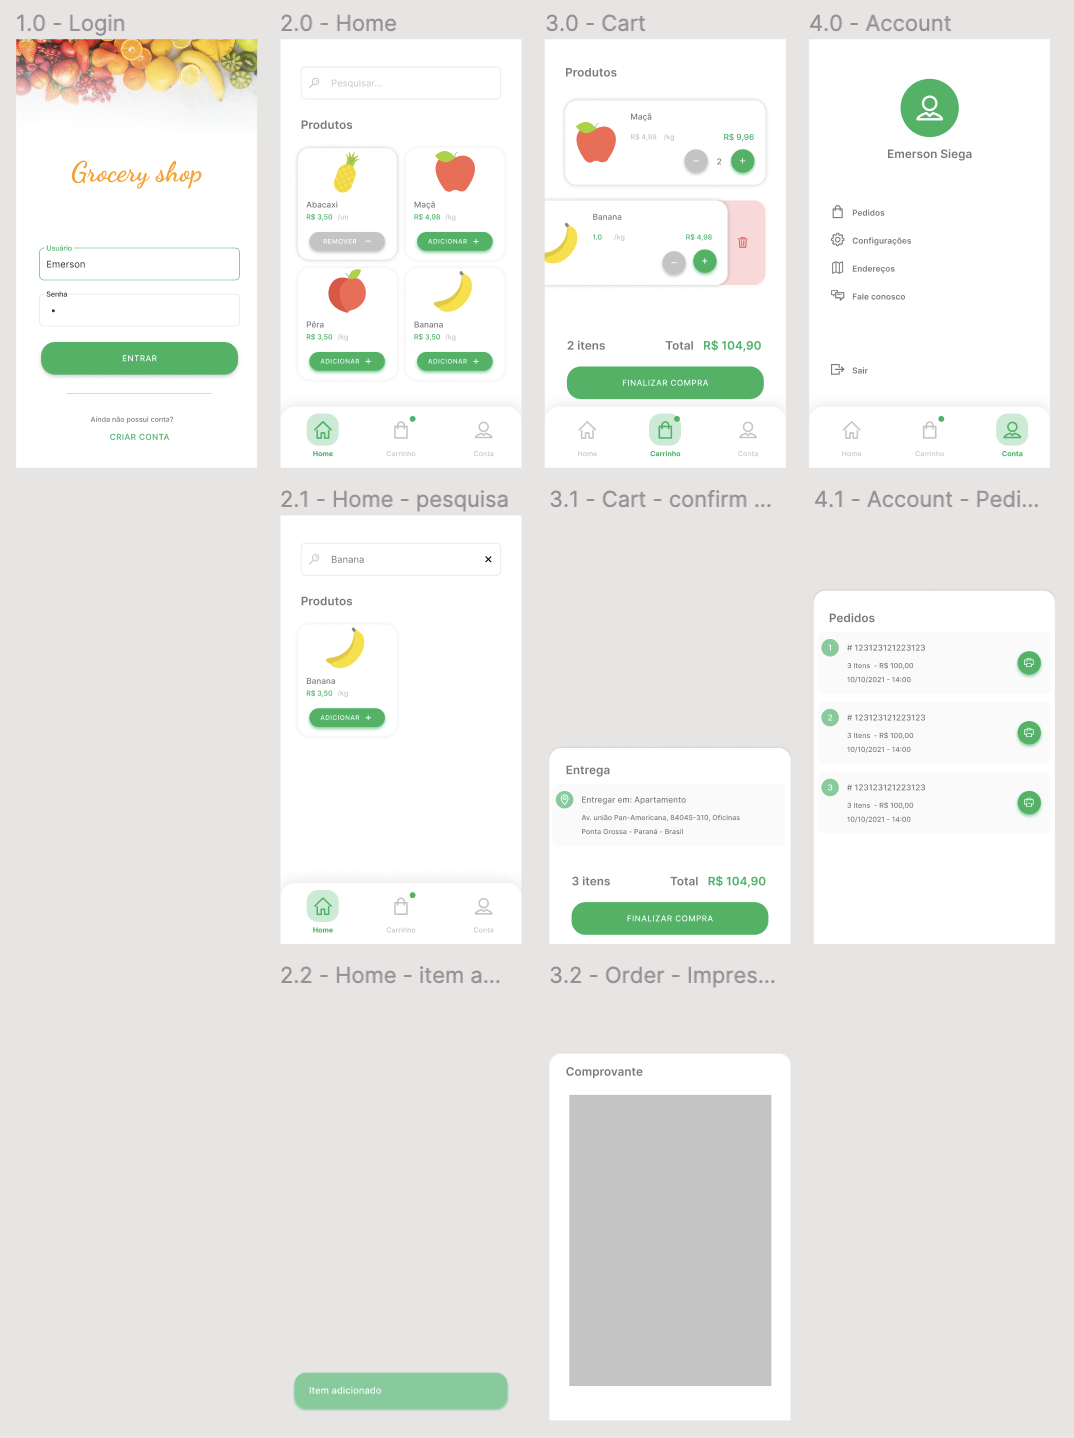 1.0 - Login
Grocery shop
Usuário
Emerson
Senha
•
ENTRAR
Ainda não possui conta?
CRIAR CONTA
2.0 - Home
Pesquisar...
Produtos
Abacaxi
R$ 3,50 /un
REMOVER −
Maçã
R$ 4,98 /kg
ADICIONAR +
Pêra
R$ 3,50 /kg
ADICIONAR +
Banana
R$ 3,50 /kg
ADICIONAR +
Home
Carrinho
Conta
3.0 - Cart
Produtos
Maçã
R$ 4,98 /kg
R$ 9,96
− 2 +
Banana
1.0 /kg
R$ 4,98
− +
2 itens
Total R$ 104,90
FINALIZAR COMPRA
Home
Carrinho
Conta
4.0 - Account
Emerson Siega
Pedidos
Configurações
Endereços
Fale conosco
Sair
Home
Carrinho
Conta
2.1 - Home - pesquisa
Banana ×
Produtos
Banana
R$ 3,50 /kg
ADICIONAR +
Home
Carrinho
Conta
3.1 - Cart - confirm ...
Entrega
Entregar em: Apartamento
Av. união Pan-Americana, 84045-310, Oficinas
Ponta Grossa - Paraná - Brasil
3 itens
Total R$ 104,90
FINALIZAR COMPRA
4.1 - Account - Pedi...
Pedidos
1
# 123123121223123
3 Itens - R$ 100,00
10/10/2021 - 14:00
2
# 123123121223123
3 Itens - R$ 100,00
10/10/2021 - 14:00
3
# 123123121223123
3 Itens - R$ 100,00
10/10/2021 - 14:00
2.2 - Home - item a...
Item adicionado
3.2 - Order - Impres...
Comprovante